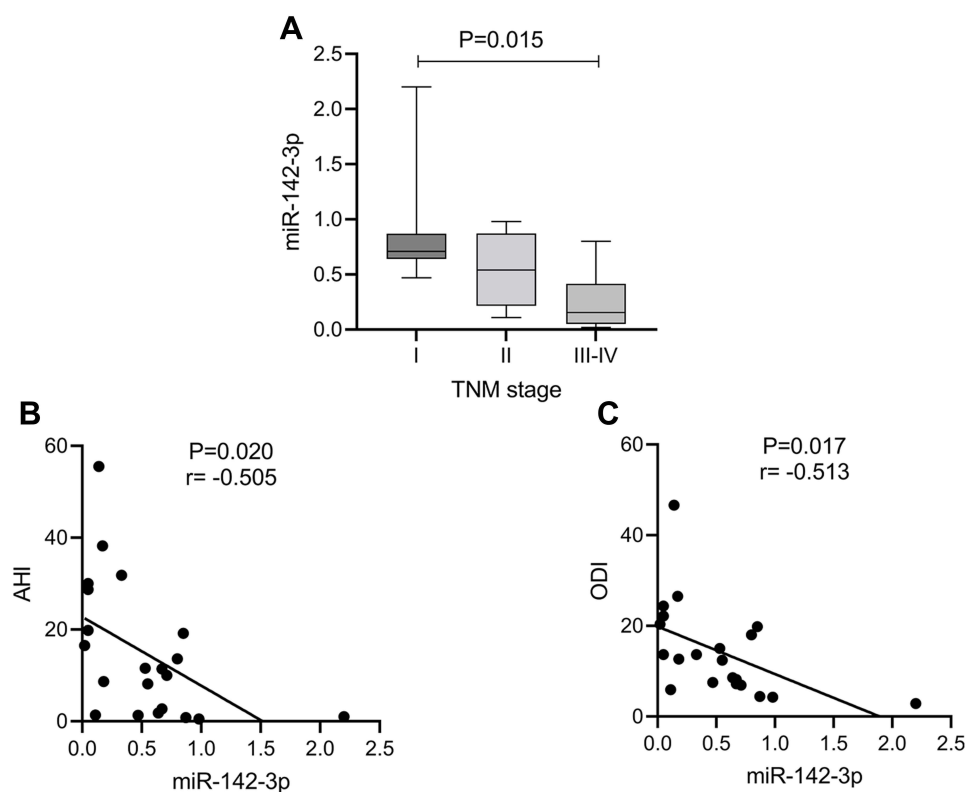 A
P=0.015
2.5
2.0
1.5
1.0
0.5
0.0
miR-142-3p
I II III-IV
TNM stage
B
P=0.020
r= -0.505
60
40
20
0
AHI
0.0 0.5 1.0 1.5 2.0 2.5
miR-142-3p
C
P=0.017
r= -0.513
60
40
20
0
ODI
0.0 0.5 1.0 1.5 2.0 2.5
miR-142-3p